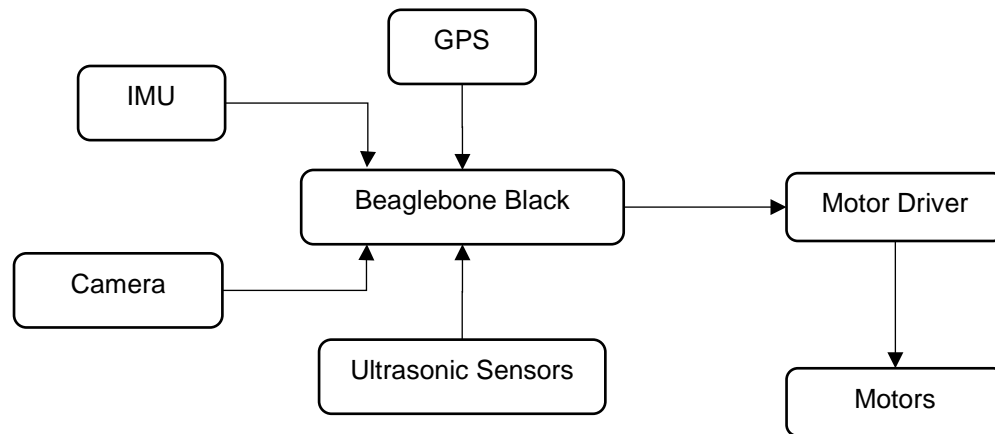 GPS
IMU
Beaglebone Black
Motor Driver
Camera
Ultrasonic Sensors
Motors